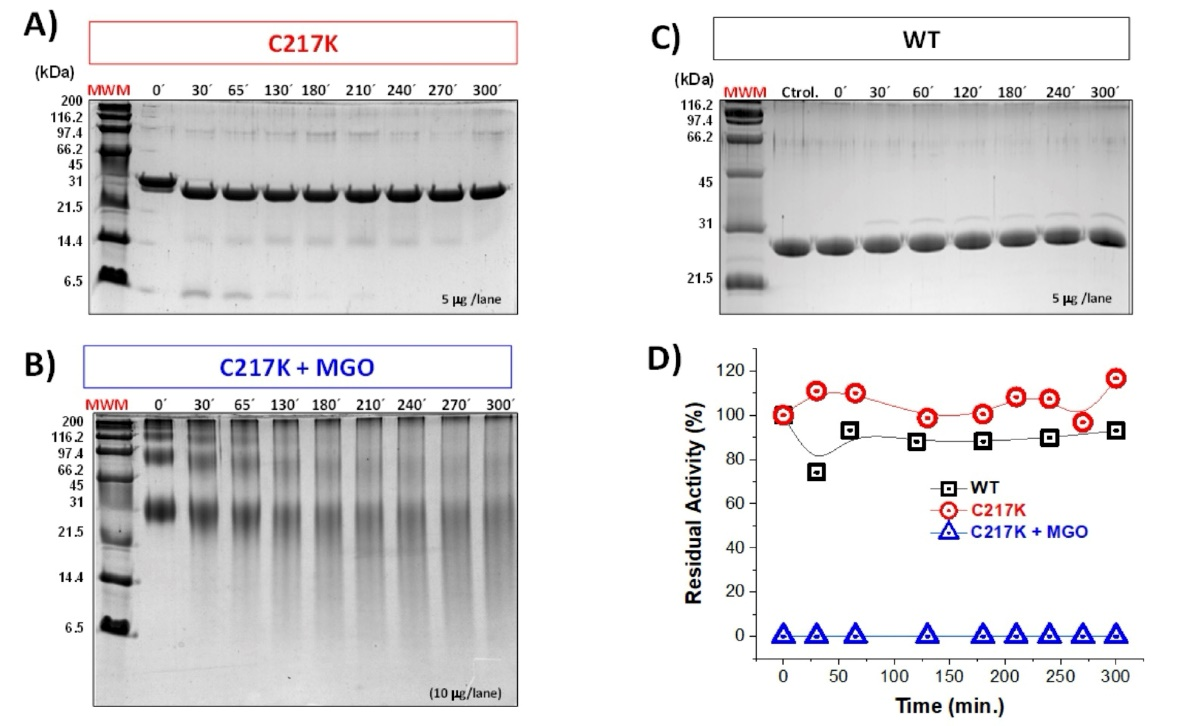 A)
C217K
(kDa)
MWM 0´ 30´ 65´ 130´ 180´ 210´ 240´ 270´ 300´
200
116.2
97.4
66.2
45
31
21.5
14.4
6.5
5 µg /lane
B)
C217K + MGO
MWM 0´ 30´ 65´ 130´ 180´ 210´ 240´ 270´ 300´
200
116.2
97.4
66.2
45
31
21.5
14.4
6.5
(10 µg/lane)
C)
WT
(kDa)
MWM Ctrol. 0´ 30´ 60´ 120´ 180´ 240´ 300´
116.2
97.4
66.2
45
31
21.5
5 µg /lane
D)
Residual Activity (%)
120
100
80
60
40
20
0
WT
C217K
C217K + MGO
0 50 100 150 200 250 300
Time (min.)